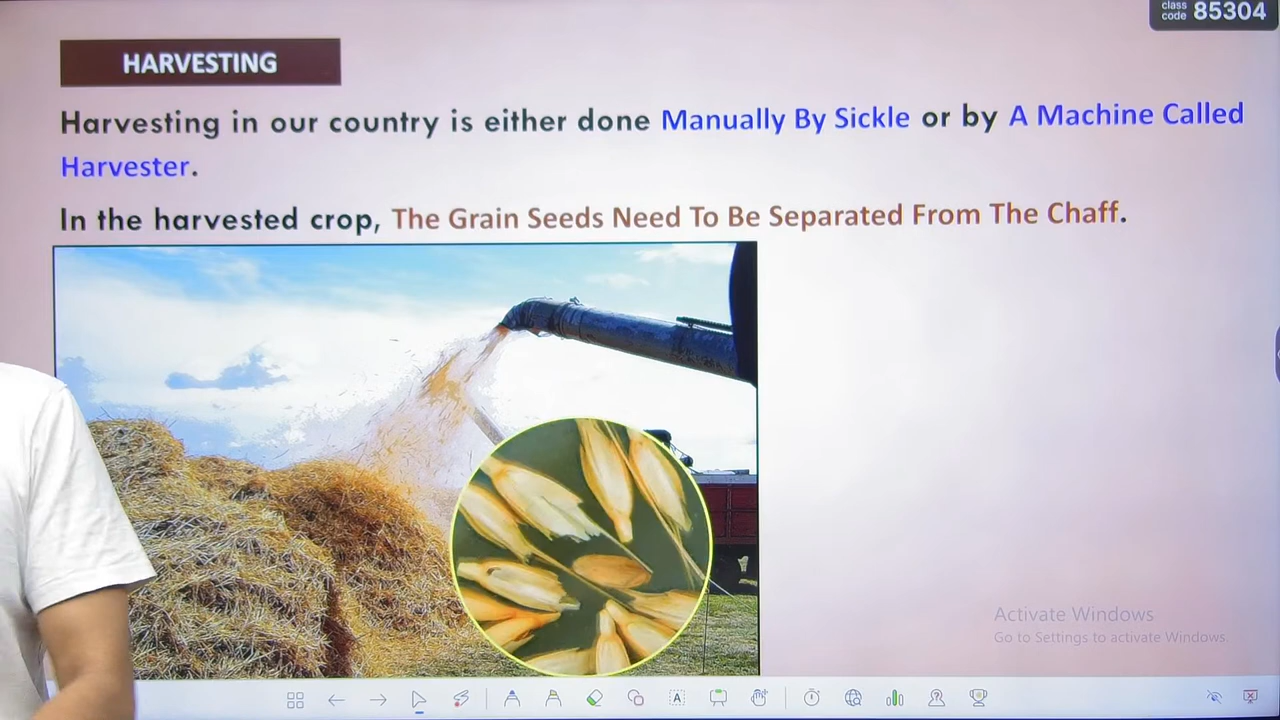 class
code 85304
HARVESTING
Harvesting in our country is either done Manually By Sickle or by A Machine Called
Harvester.
In the harvested crop, The Grain Seeds Need To Be Separated From The Chaff.
Activate Windows
Go to Settings to activate Windows.
A